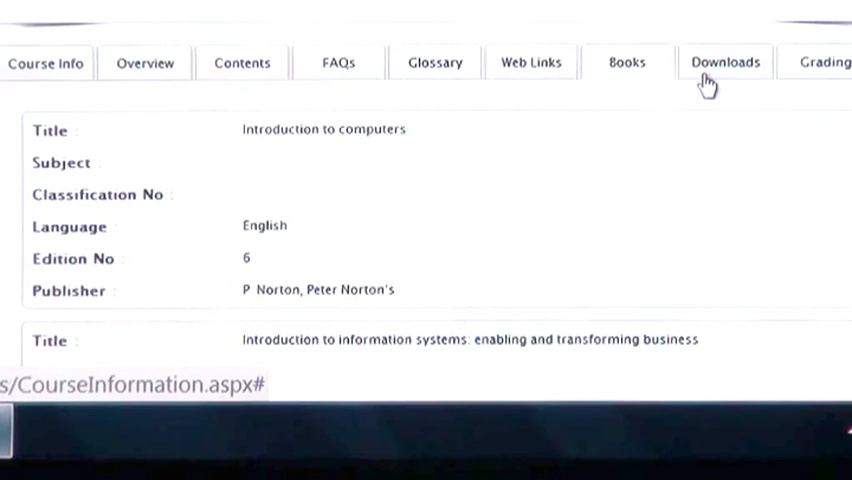 Course Info Overview Contents FAQs Glossary Web Links Books Downloads Grading
Title : Introduction to computers
Subject :
Classification No :
Language : English
Edition No : 6
Publisher : P Norton, Peter Norton's
Title : Introduction to information systems: enabling and transforming business
s/CourseInformation.aspx#